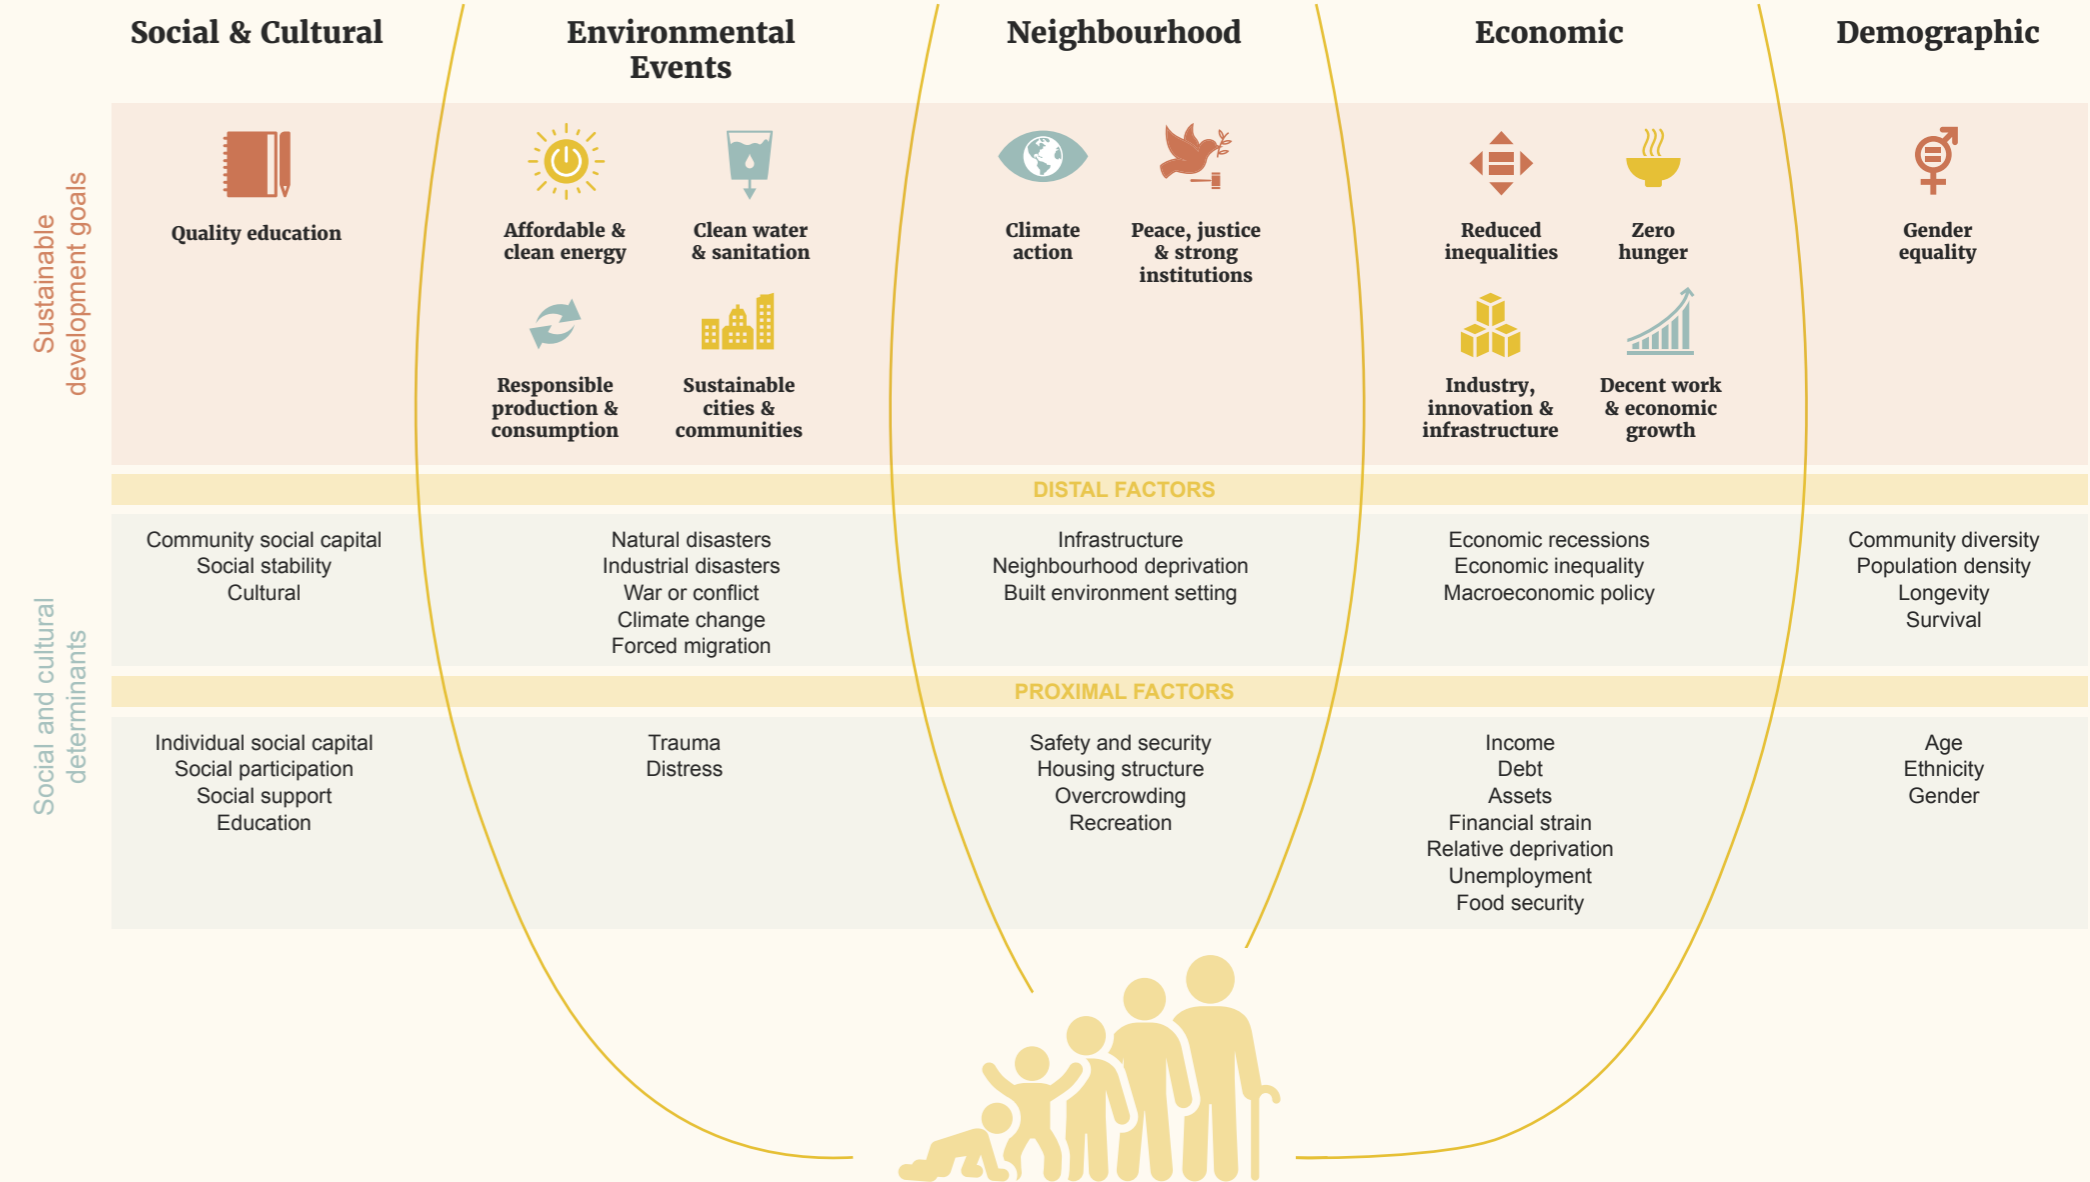 Social & Cultural
Environmental
Events
Neighbourhood
Economic
Demographic
Sustainable
development goals
Quality education
Affordable &
clean energy
Clean water
& sanitation
Responsible
production &
consumption
Sustainable
cities &
communities
Climate
action
Peace, justice
& strong
institutions
Reduced
inequalities
Zero
hunger
Industry,
innovation &
infrastructure
Decent work
& economic
growth
Gender
equality
Social and cultural
determinants
DISTAL FACTORS
Community social capital
Social stability
Cultural
Natural disasters
Industrial disasters
War or conflict
Climate change
Forced migration
Infrastructure
Neighbourhood deprivation
Built environment setting
Economic recessions
Economic inequality
Macroeconomic policy
Community diversity
Population density
Longevity
Survival
PROXIMAL FACTORS
Individual social capital
Social participation
Social support
Education
Trauma
Distress
Safety and security
Housing structure
Overcrowding
Recreation
Income
Debt
Assets
Financial strain
Relative deprivation
Unemployment
Food security
Age
Ethnicity
Gender